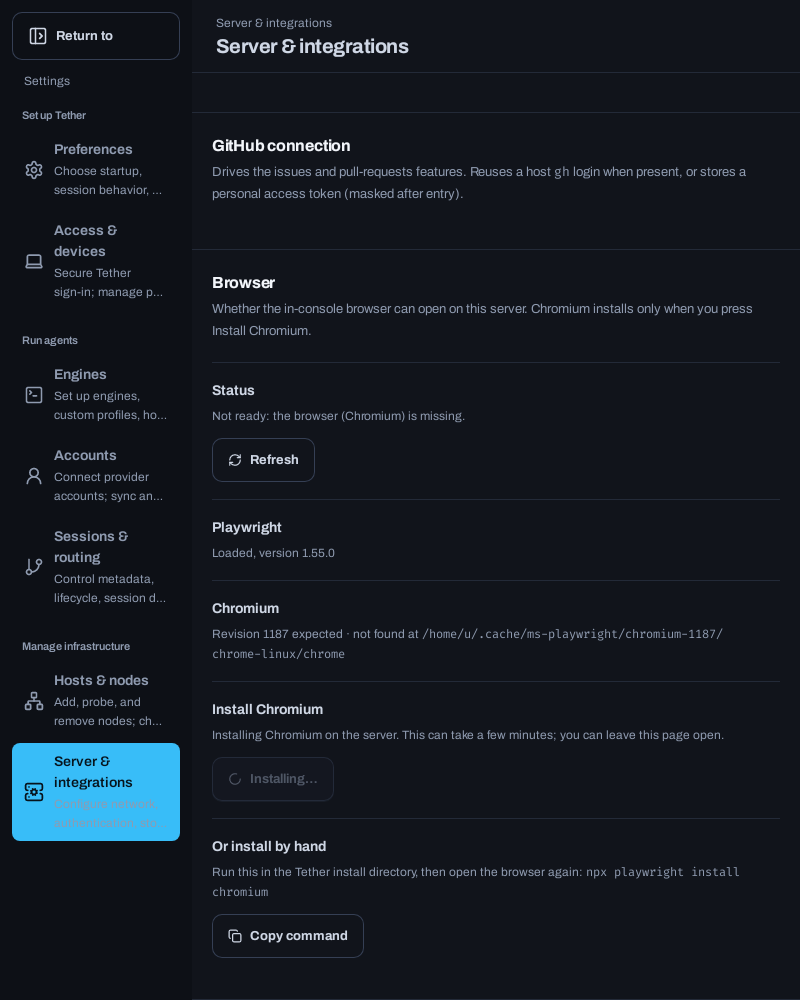 Return to
Settings
Set up Tether
Preferences
Choose startup,
session behavior, ...
Access &
devices
Secure Tether
sign-in; manage p...
Run agents
Engines
Set up engines,
custom profiles, ho...
Accounts
Connect provider
accounts; sync an...
Sessions &
routing
Control metadata,
lifecycle, session d...
Manage infrastructure
Hosts & nodes
Add, probe, and
remove nodes; ch...
Server &
integrations
Server & integrations
Server & integrations
GitHub connection
Drives the issues and pull-requests features. Reuses a host gh login when present, or stores a
personal access token (masked after entry).
Browser
Whether the in-console browser can open on this server. Chromium installs only when you press
Install Chromium.
Status
Not ready: the browser (Chromium) is missing.
Refresh
Playwright
Loaded, version 1.55.0
Chromium
Revision 1187 expected · not found at /home/u/.cache/ms-playwright/chromium-1187/
chrome-linux/chrome
Install Chromium
Installing Chromium on the server. This can take a few minutes; you can leave this page open.
Installing...
Or install by hand
Run this in the Tether install directory, then open the browser again: npx playwright install
chromium
Copy command